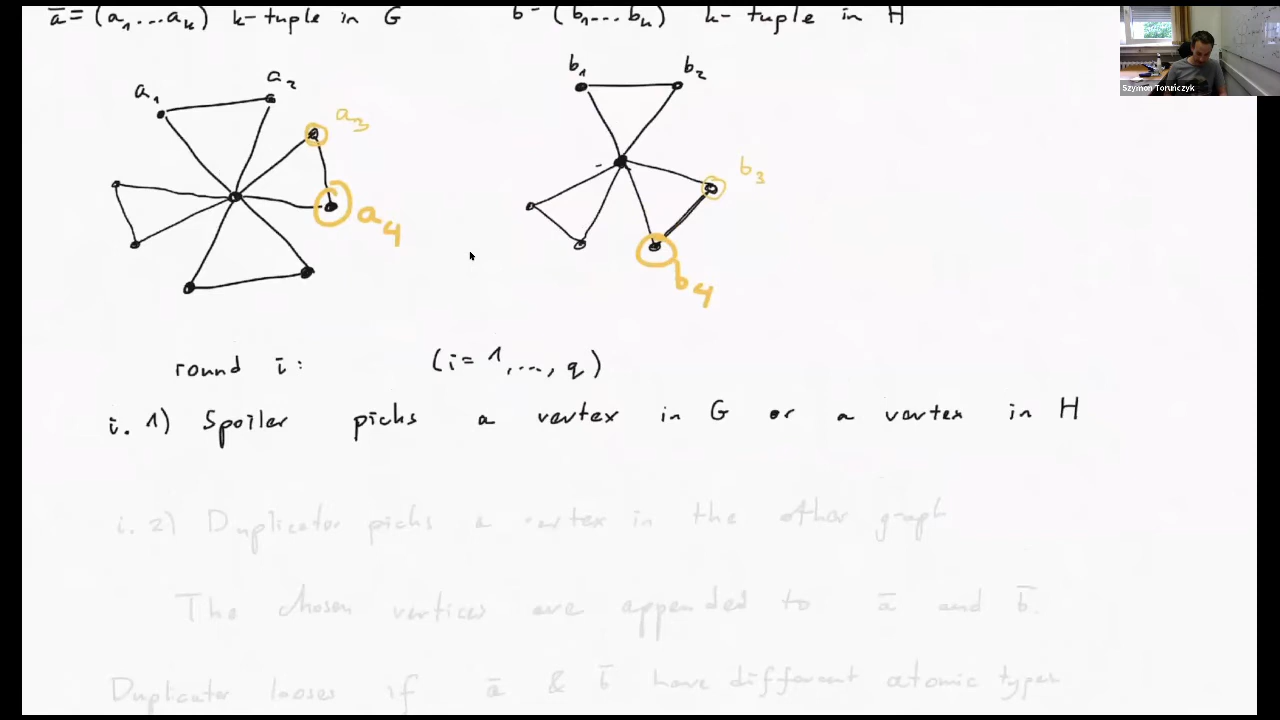 ā = (a₁ ... aₖ) k-tuple in G b̄ = (b₁ ... bₖ) k-tuple in H
Szymon Toruńczyk
a₁ a₂ a₃ a₄
b₁ b₂ b₃ b₄
round i: (i = 1, ..., q)
i. 1) Spoiler picks a vertex in G or a vertex in H
i. 2) Duplicator picks a vertex in the other graph
The chosen vertices are appended to ā and b̄.
Duplicator looses if ā & b̄ have different atomic types